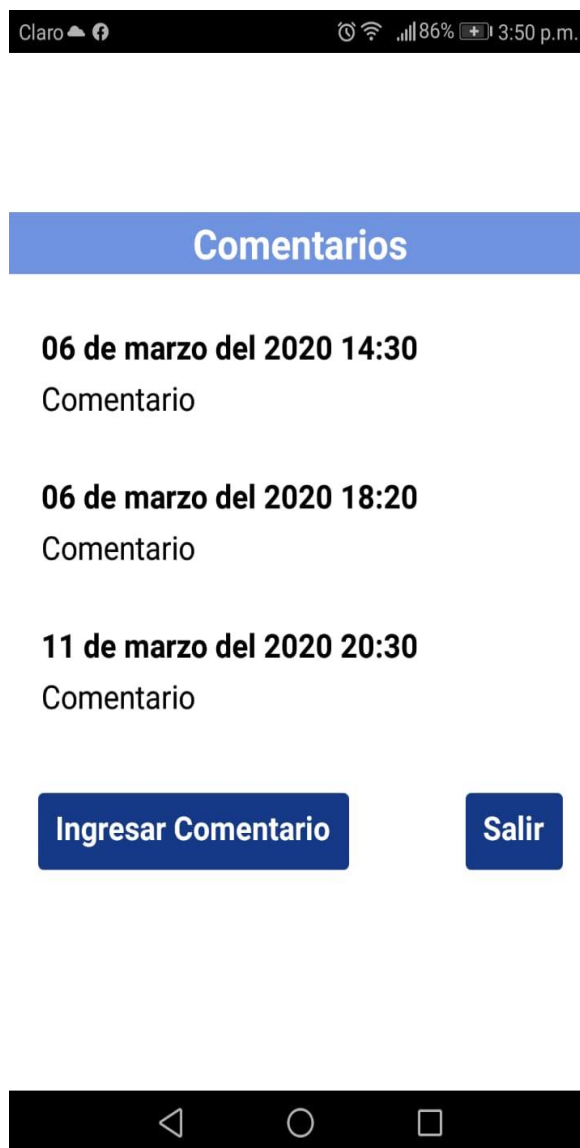 Claro 86% 3:50 p.m.
Comentarios
06 de marzo del 2020 14:30
Comentario
06 de marzo del 2020 18:20
Comentario
11 de marzo del 2020 20:30
Comentario
Ingresar Comentario Salir